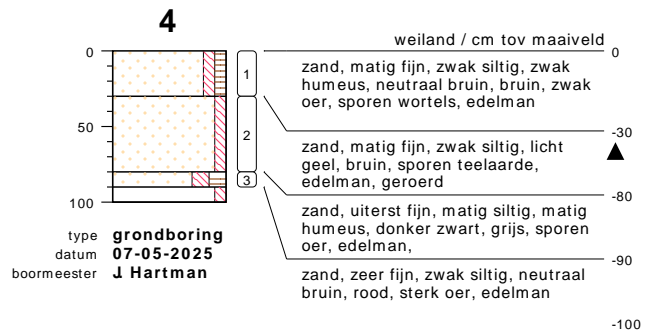 4
weiland / cm tov maaiveld
0
0
1
zand, matig fijn, zwak siltig, zwak
humeus, neutraal bruin, bruin, zwak
oer, sporen wortels, edelman
-30
50
2
zand, matig fijn, zwak siltig, licht
geel, bruin, sporen teelaarde,
edelman, geroerd
3
-80
100
zand, uiterst fijn, matig siltig, matig
humeus, donker zwart, grijs, sporen
oer, edelman,
-90
type grondboring
datum 07-05-2025
boormeester J Hartman
zand, zeer fijn, zwak siltig, neutraal
bruin, rood, sterk oer, edelman
-100